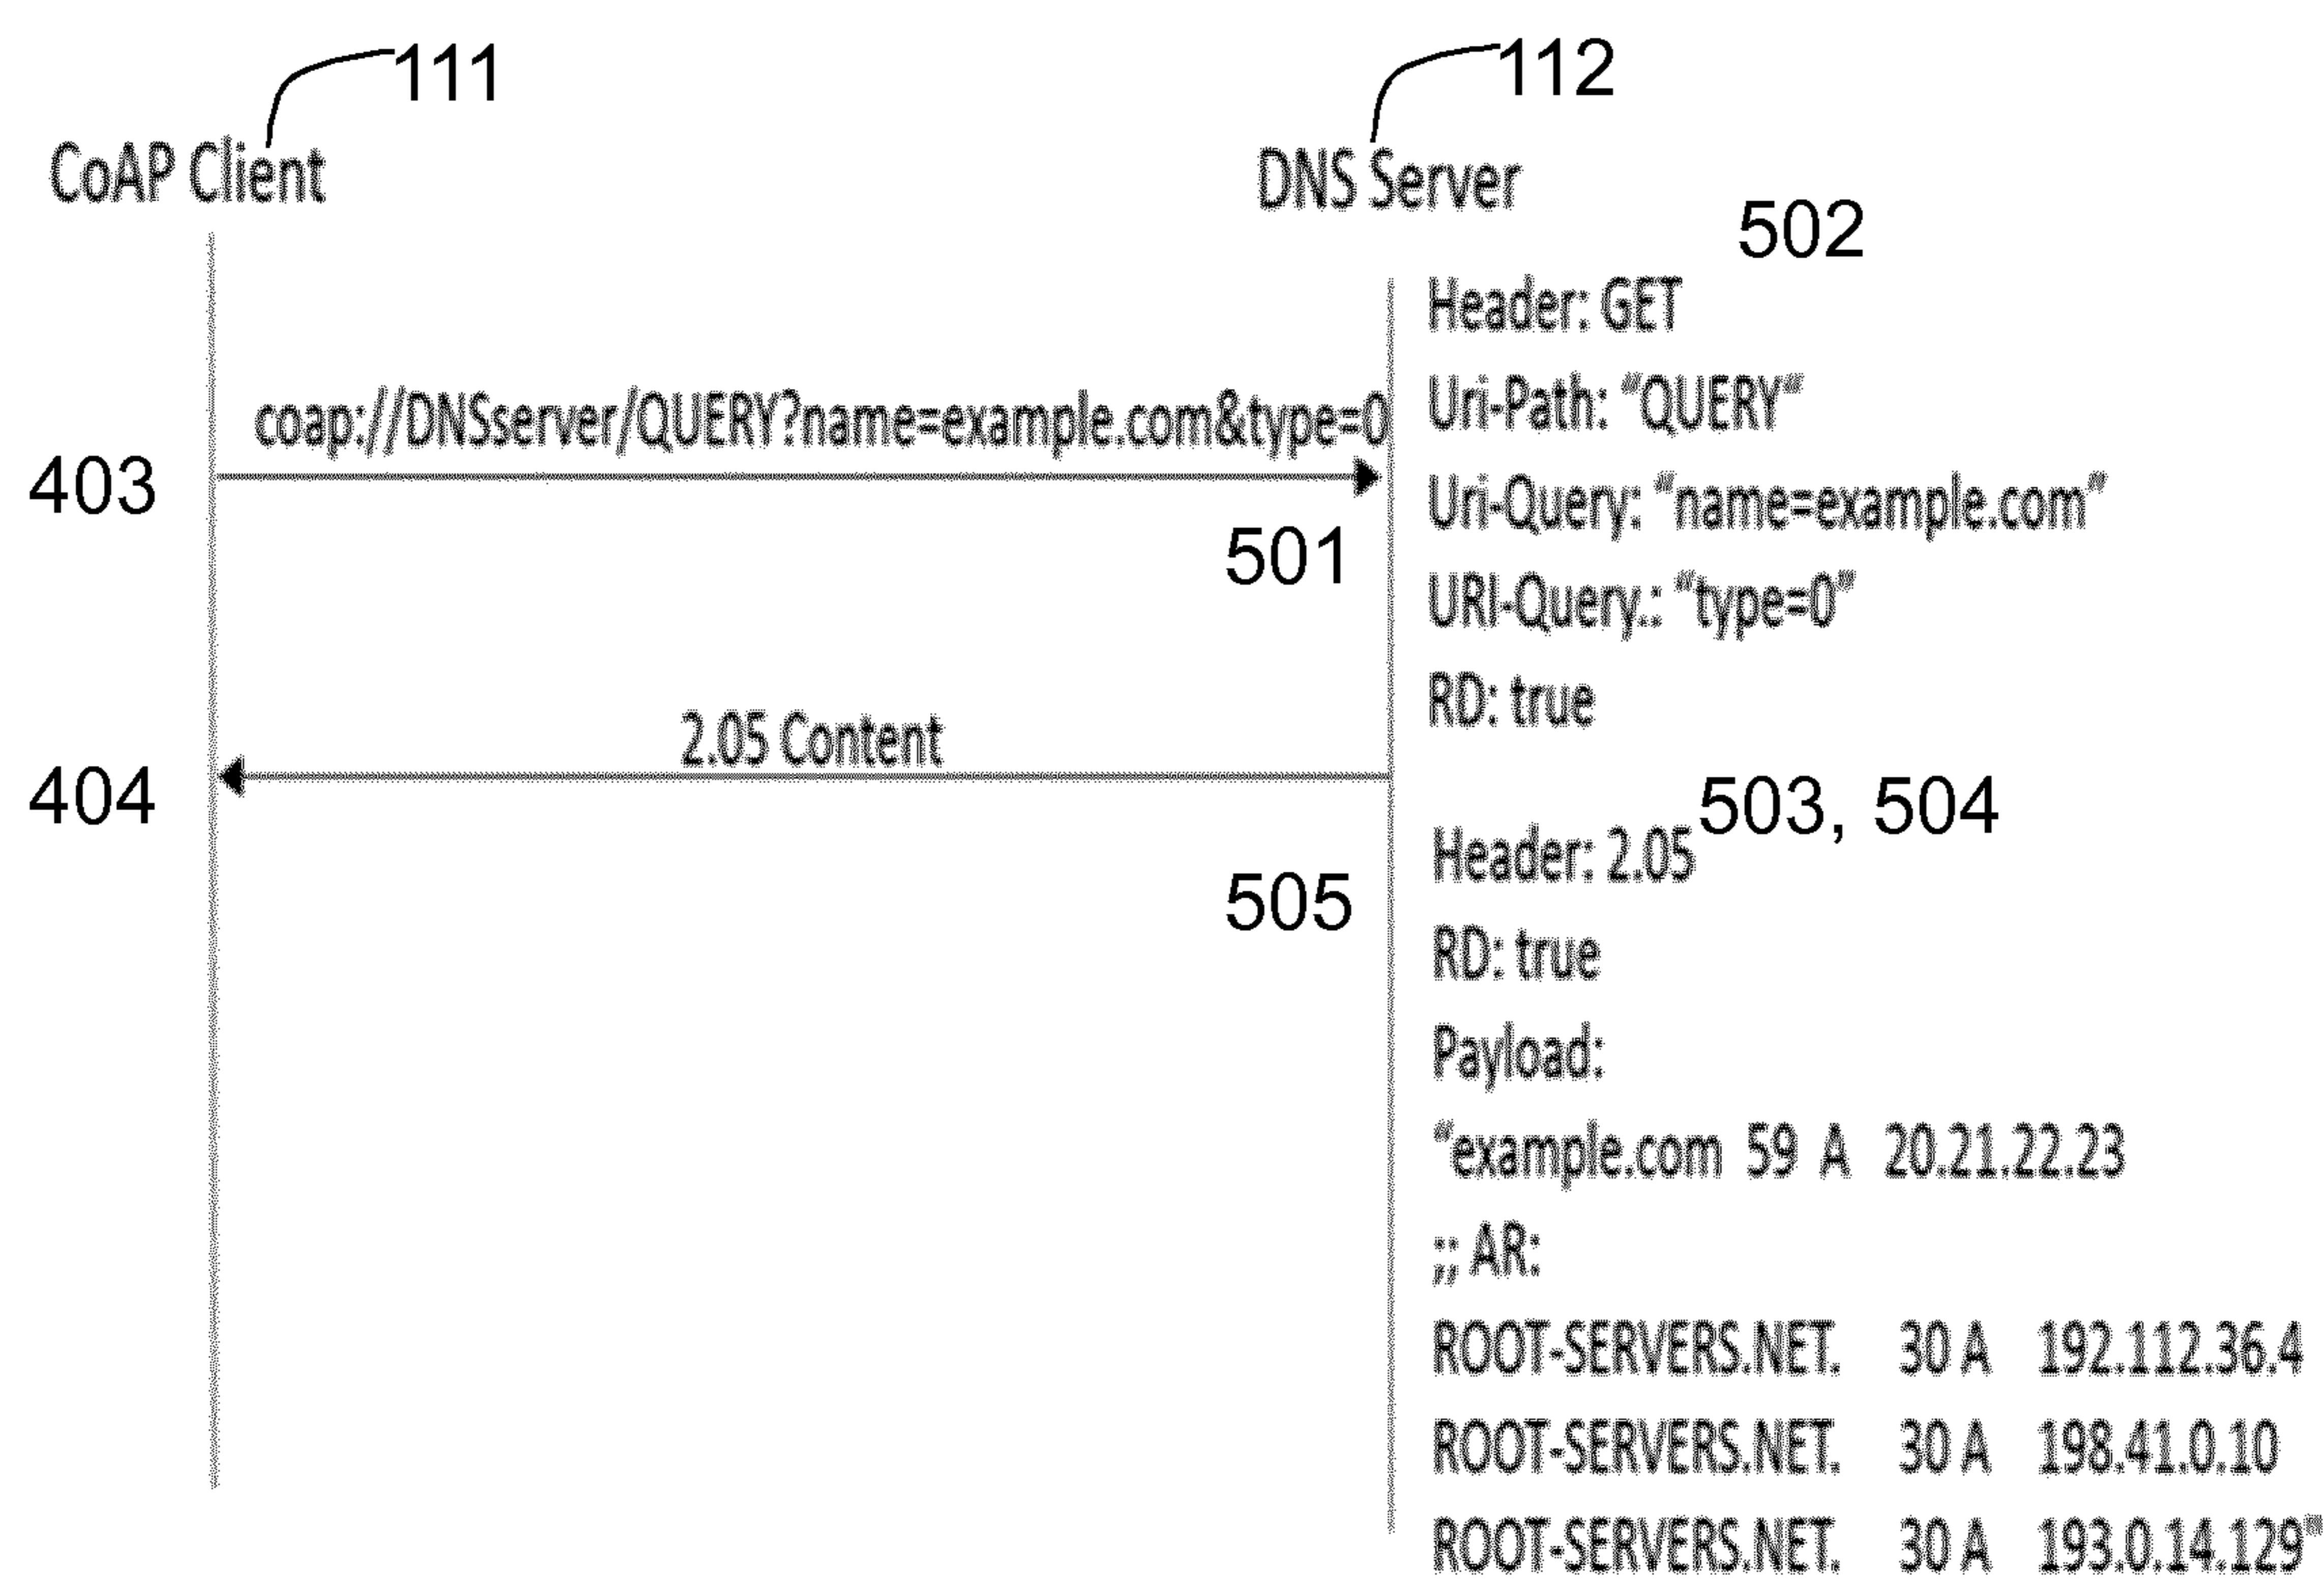 111
112
CoAP Client
DNS Server
502
Header: GET
coap://DNSserver/QUERY?name=example.com&type=0
Uri-Path: “QUERY“
403
Uri-Query: “name=example.com”
501
URI-Query.: “type=0”
RD: true
2.05 Content
404
503, 504
Header: 2.05
505
RD: true
Payload:
“example.com 59 A 20.21.22.23
;; AR:
ROOT-SERVERS.NET. 30 A 192.112.36.4
ROOT-SERVERS.NET. 30 A 198.41.0.10
ROOT-SERVERS.NET. 30 A 193.0.14.129”